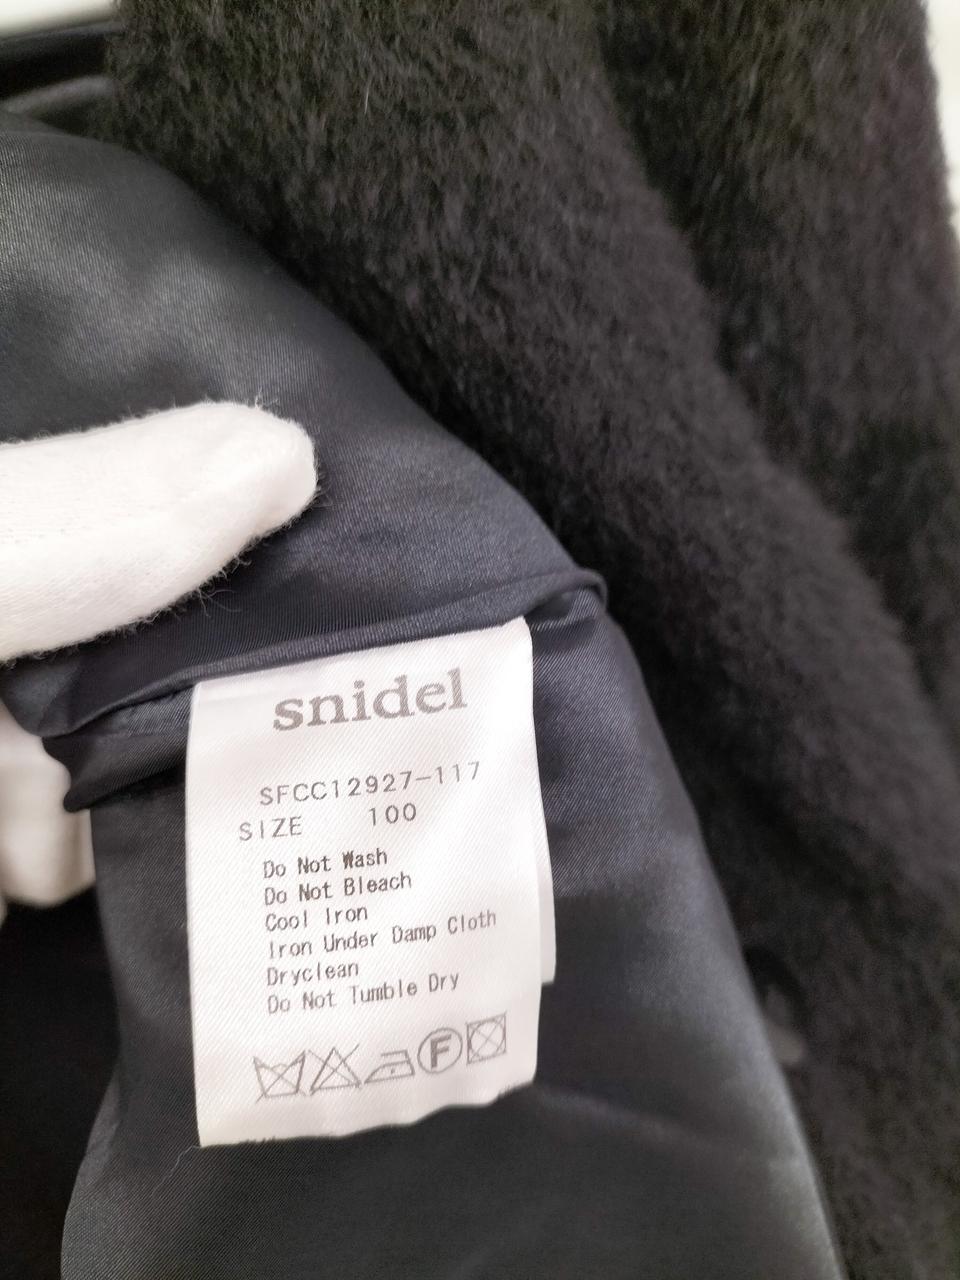 snidel
SFCC12927-117
SIZE 100
Do Not Wash
Do Not Bleach
Cool Iron
Iron Under Damp Cloth
Dryclean
Do Not Tumble Dry
F